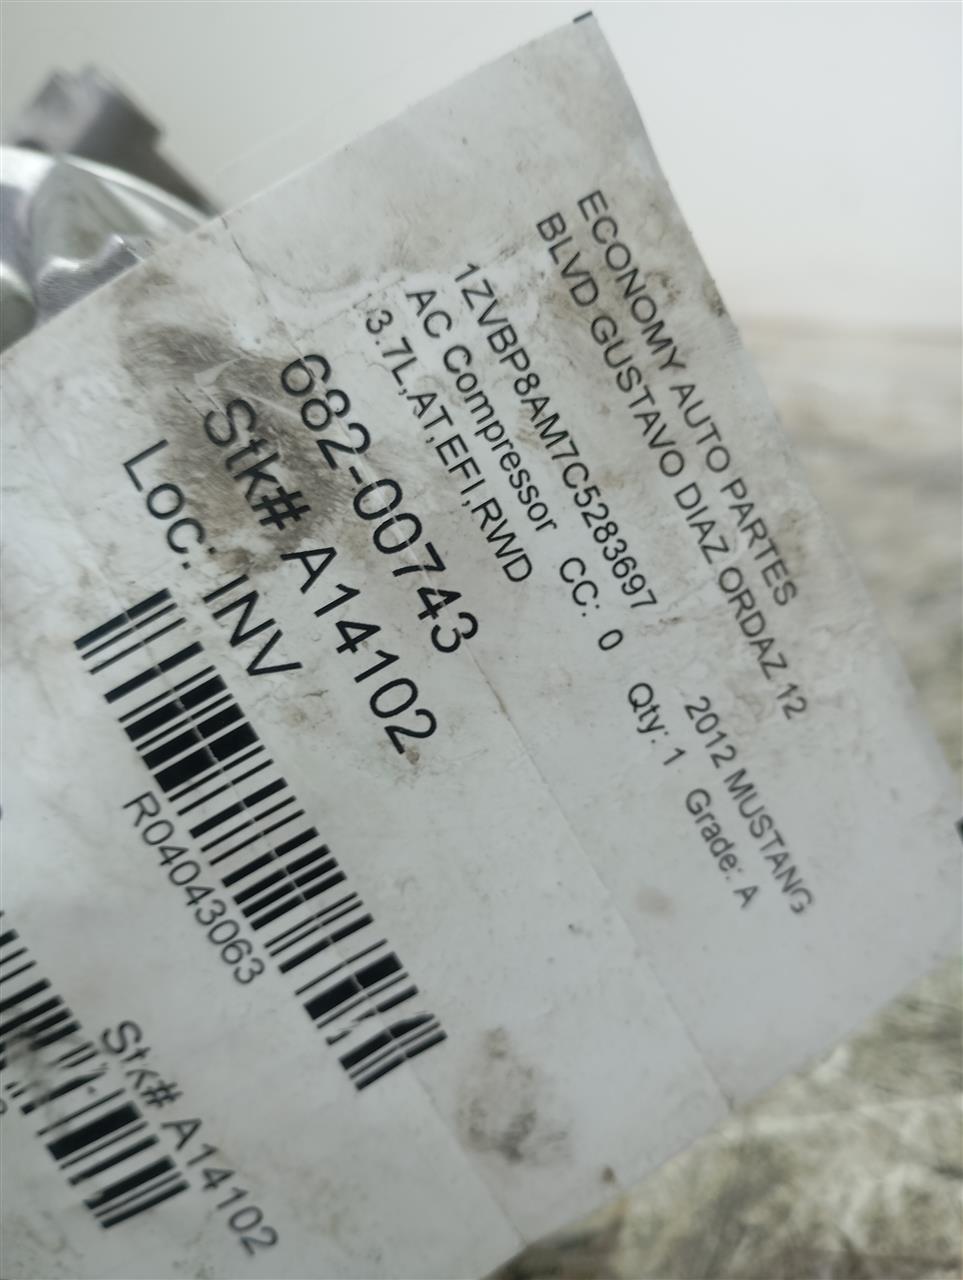 ECONOMY AUTO PARTES
BLVD GUSTAVO DIAZ ORDAZ 12
1ZVBP8AM7C5283697 2012 MUSTANG
AC Compressor CC: 0 Qty: 1 Grade: A
3.7L,AT,EFI,RWD
682-00743
Stk# A14102
Loc: INV
R04043063
Stk# A14102